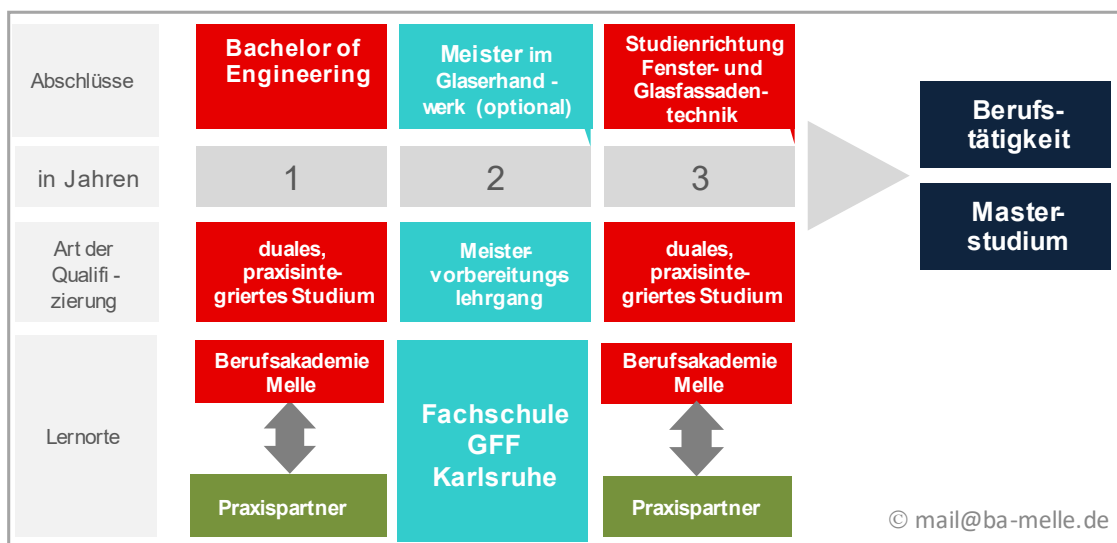 Abschlüsse
Bachelor of
Engineering
Meister im
Glaserhand -
werk (optional)
Studienrichtung
Fenster- und
Glasfassaden-
technik
in Jahren
1
2
3
Berufs-
tätigkeit
Master-
studium
Art der
Qualifi -
zierung
duales,
praxisinte-
griertes Studium
Meister-
vorbereitungs-
lehrgang
duales,
praxisinte-
griertes Studium
Lernorte
Berufsakademie
Melle
Praxispartner
Fachschule
GFF
Karlsruhe
Berufsakademie
Melle
Praxispartner
© mail@ba-melle.de